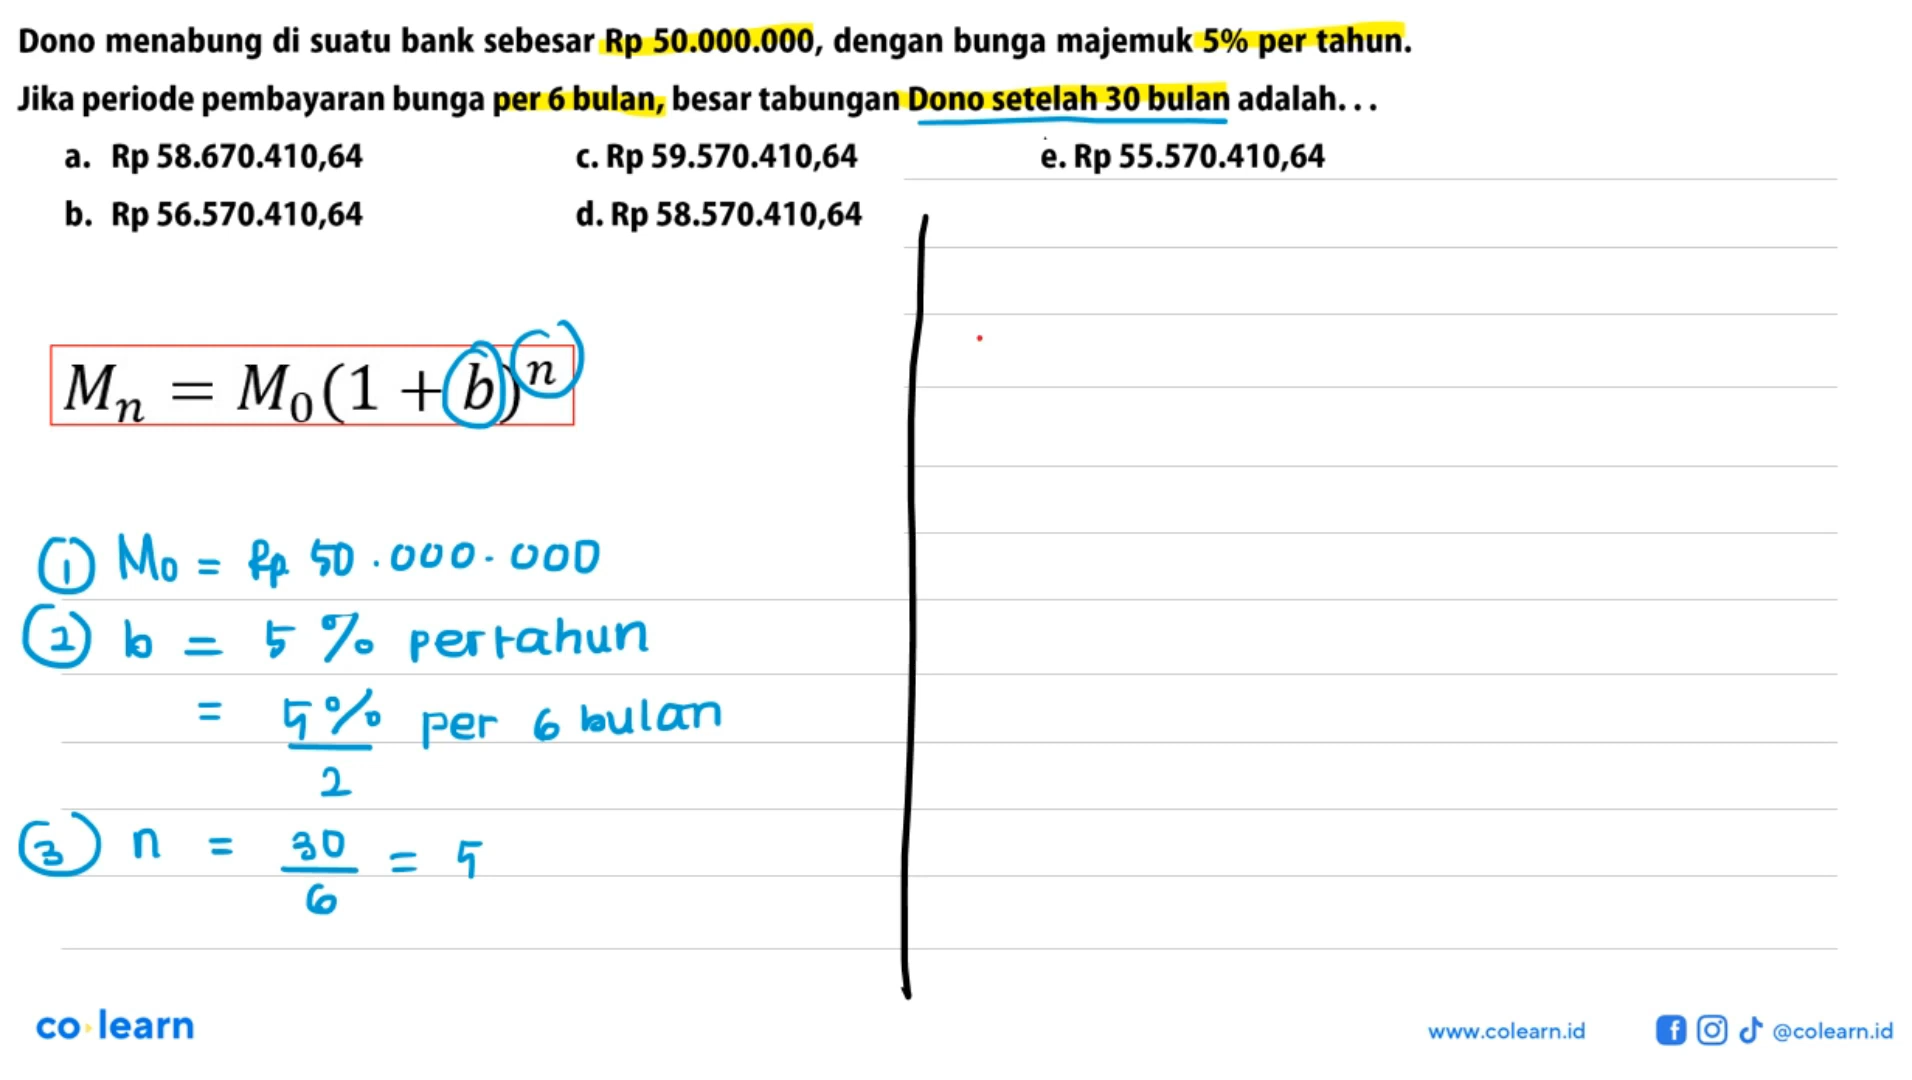 Dono menabung di suatu bank sebesar Rp 50.000.000, dengan bunga majemuk 5% per tahun.
Jika periode pembayaran bunga per 6 bulan, besar tabungan Dono setelah 30 bulan adalah...
a. Rp 58.670.410,64 c. Rp 59.570.410,64 e. Rp 55.570.410,64
b. Rp 56.570.410,64 d. Rp 58.570.410,64
Mₙ = M₀(1 + b)ⁿ
① M₀ = Rp 50.000.000
② b = 5 % pertahun
= 5%/2 per 6 bulan
③ n = 30/6 = 5
co learn
www.colearn.id @colearn.id